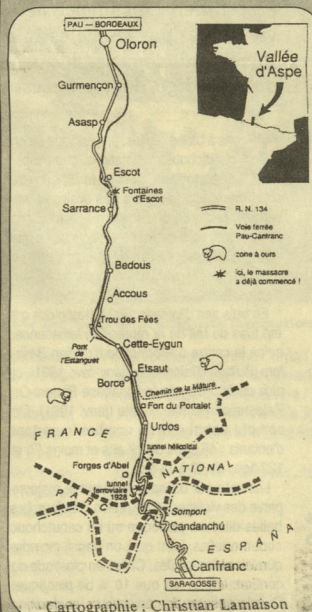 PAU — BORDEAUX
Oloron
Vallée
d'Aspe
Gurmençon
Asasp
Escot
Fontaines
d'Escot
Sarrance
R. N. 134
Voie ferrée
Pau-Canfranc
zone à ours
ici, le massacre
a déjà commencé !
Bedous
Accous
Trou des Fées
Pont
de
l'Estanguet
Cette-Eygun
Etsaut
Borce
Chemin de la Mâture
Fort du Portalet
Urdos
FRANCE
tunnel hélicoïdal
Forges d'Abel
PARC NATIONAL
tunnel
ferroviaire
1928
Somport
Candanchú
ESPAÑA
Canfranc
SARAGOSSE
Cartographie : Christian Lamaison